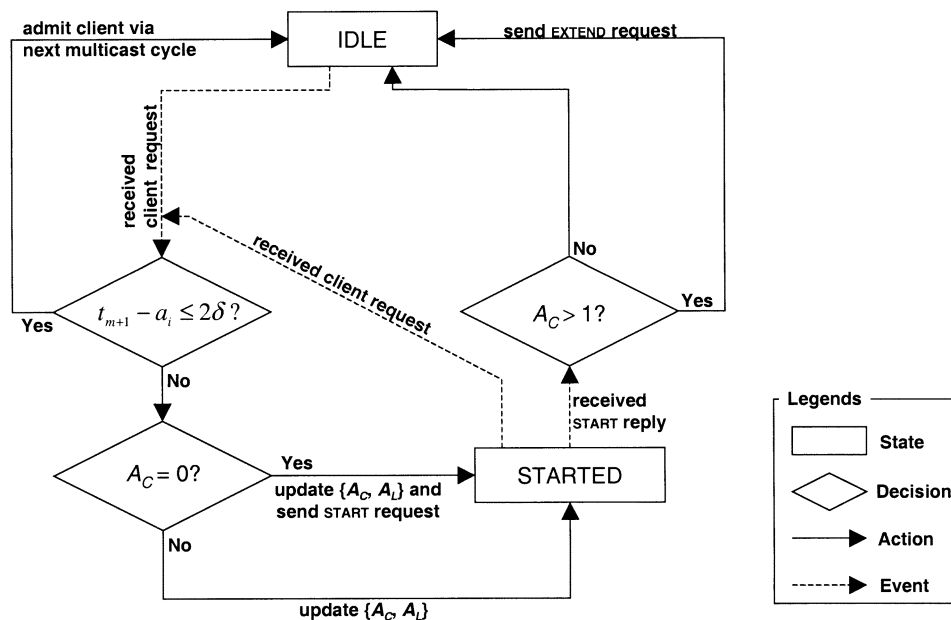 admit client via
next multicast cycle
IDLE
send EXTEND request
received
client request
received client request
No
t_{m+1} − a_i ≤ 2δ?
Yes
A_C > 1?
Yes
No
received
START reply
A_C = 0?
Yes
update {A_C, A_L} and
send START request
STARTED
No
update {A_C, A_L}
Legends
State
Decision
Action
Event